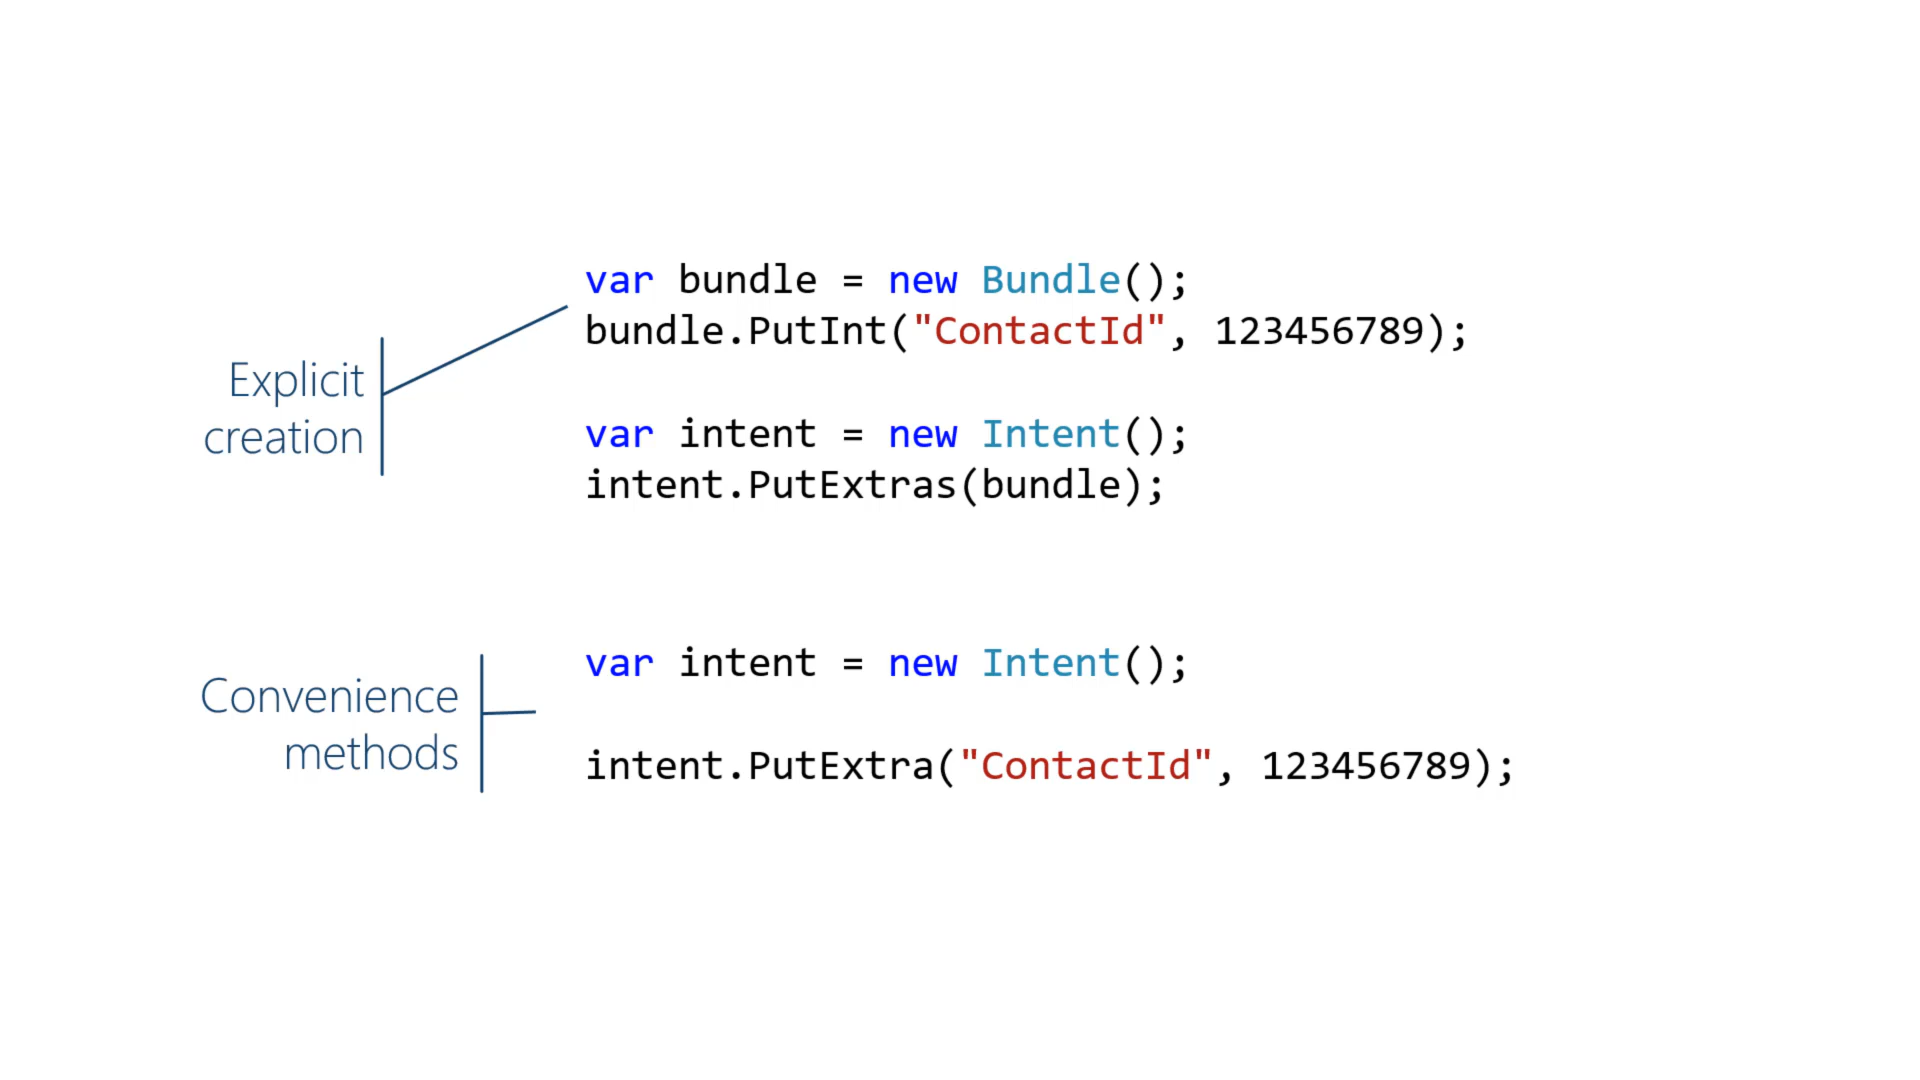 Explicit
creation
var bundle = new Bundle();
bundle.PutInt("ContactId", 123456789);
var intent = new Intent();
intent.PutExtras(bundle);
Convenience
methods
var intent = new Intent();
intent.PutExtra("ContactId", 123456789);